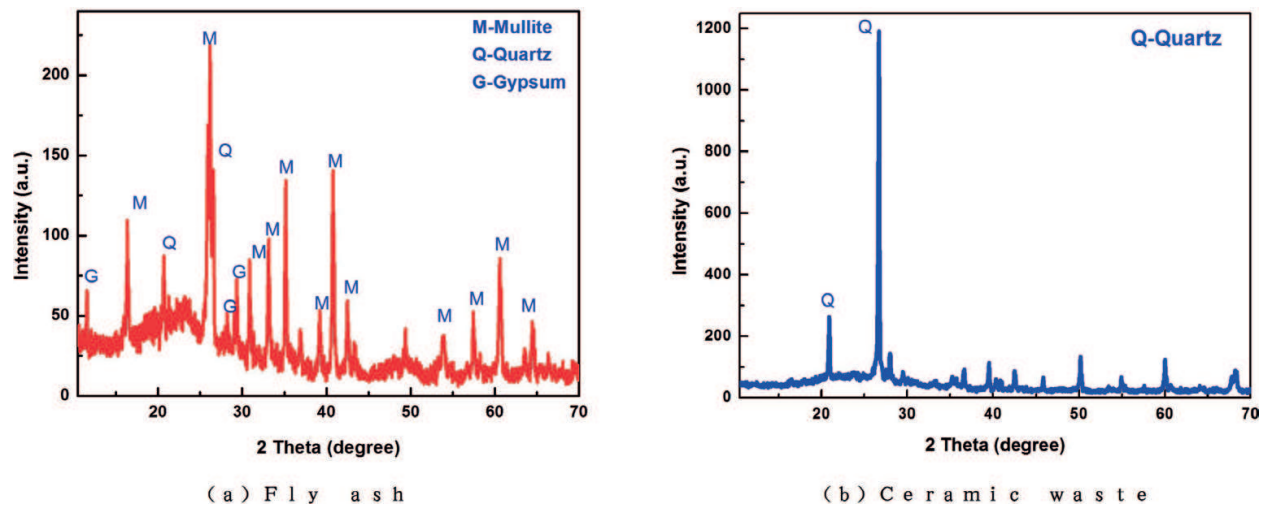 M-Mullite
Q-Quartz
G-Gypsum
M
Q
M
M
M
Q
M
M
G
M
G
G
M
M
M
M
M
200
150
100
50
0
20 30 40 50 60 70
Intensity (a.u.)
2 Theta (degree)
(a) Fly ash
Q-Quartz
Q
Q
1200
1000
800
600
400
200
0
20 30 40 50 60 70
Intensity (a.u.)
2 Theta (degree)
(b) Ceramic waste